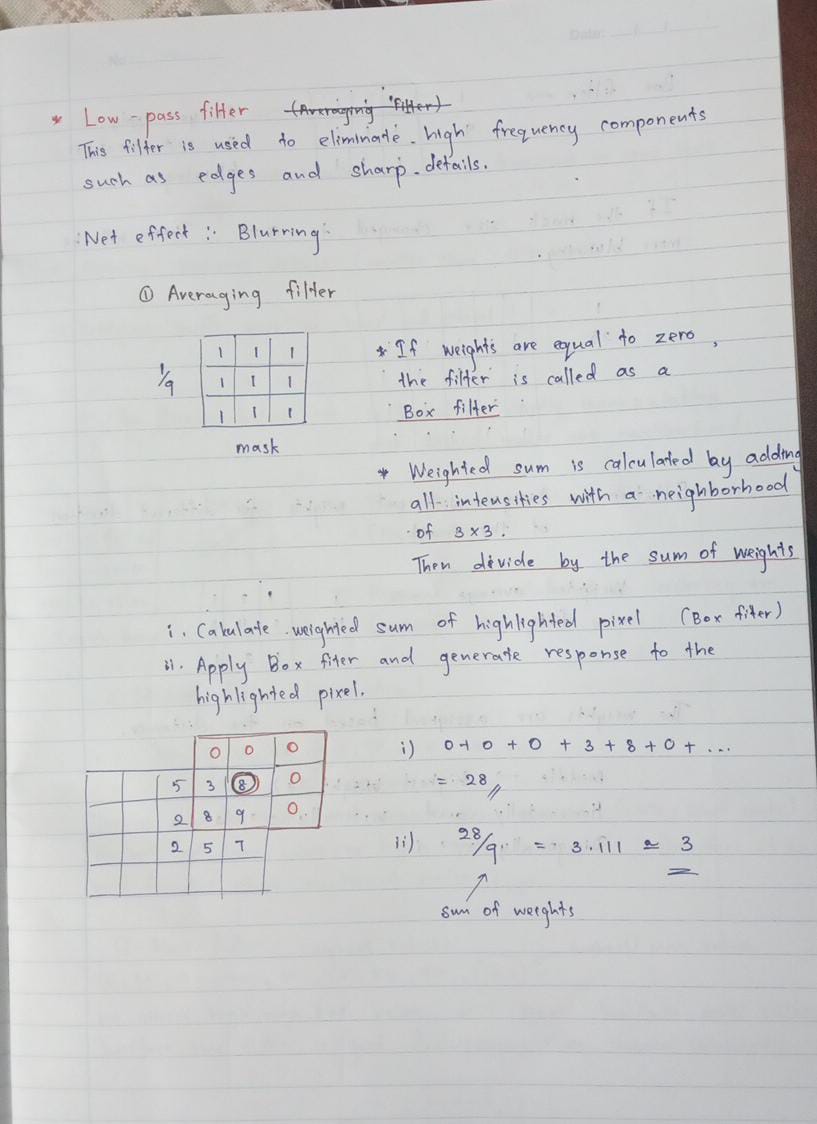 Date:
No
* Low-pass filter (Averaging Filter)
This filter is used to eliminate high frequency components
such as edges and sharp details.
Net effect :- Blurring
① Averaging filter
1/9
1 1 1
1 1 1
1 1 1
mask
* If weights are equal to zero,
the filter is called as a
Box filter
* Weighted sum is calculated by adding
all intensities with a neighborhood
of 3x3.
Then divide by the sum of weights
i. Calculate weighted sum of highlighted pixel (Box filter)
ii. Apply Box fiter and generate response to the
highlighted pixel.
0 0 0
5 3 8 0
2 8 9 0
2 5 7
i) 0+ 0 + 0 + 3 + 8 + 0 + ...
= 28
ii) 28/9 = 3.111 ≃ 3
sum of weights